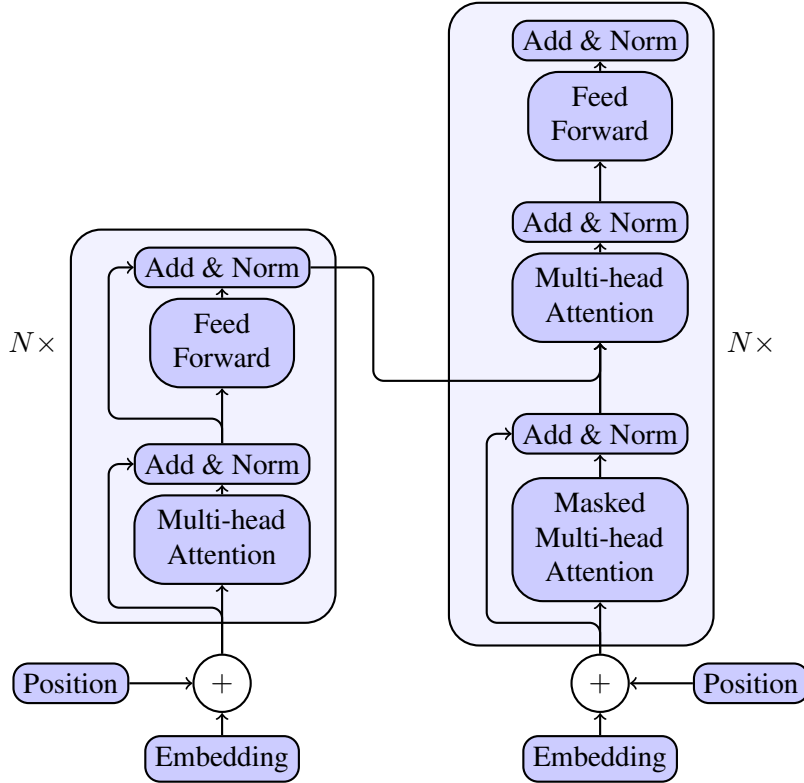 Add & Norm
Feed
Forward
Add & Norm
Multi-head
Attention
N×
Add & Norm
Masked
Multi-head
Attention
+
Position
Embedding
Add & Norm
Feed
Forward
N×
Add & Norm
Multi-head
Attention
Position
+
Embedding